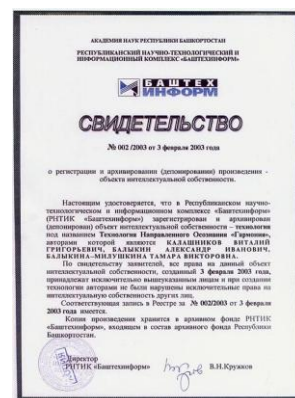 АКАДЕМИЯ НАУК РЕСПУБЛИКИ БАШКОРТОСТАН
РЕСПУБЛИКАНСКИЙ НАУЧНО-ТЕХНОЛОГИЧЕСКИЙ И
ИНФОРМАЦИОННЫЙ КОМПЛЕКС «БАШТЕХИНФОРМ»
БАШТЕХ
ИНФОРМ
СВИДЕТЕЛЬСТВО
№ 002 /2003 от 3 февраля 2003 года
о регистрации и архивировании (депонировании) произведения -
объекта интеллектуальной собственности.
Настоящим удостоверяется, что в Республиканском научно-
технологическом и информационном комплексе «Баштехинформ»
(РНТИК «Баштехинформ») зарегистрирован и архивирован
(депонирован) объект интеллектуальной собственности – технология
под названием Технология Направленного Осознания «Гармония»,
авторами которой являются КАЛАШНИКОВ ВИТАЛИЙ
ГРИГОРЬЕВИЧ, БАЛЫКИН АЛЕКСАНДР ИВАНОВИЧ,
БАЛЫКИНА-МИЛУШКИНА ТАМАРА ВИКТОРОВНА.
По свидетельству заявителей, все права на данный объект
интеллектуальной собственности, созданный 3 февраля 2003 года,
принадлежат исключительно вышеуказанным лицам и при создании
технологии авторами не были нарушены исключительные права на
интеллектуальную собственность других лиц.
Соответствующая запись в Реестре за № 002/2003 от 3 февраля
2003 года имеется.
Копия произведения хранится в архивном фонде РНТИК
«Баштехинформ», входящем в состав архивного фонда Республики
Башкортостан.
Директор
РНТИК «Баштехинформ»
В.Н.Кружков